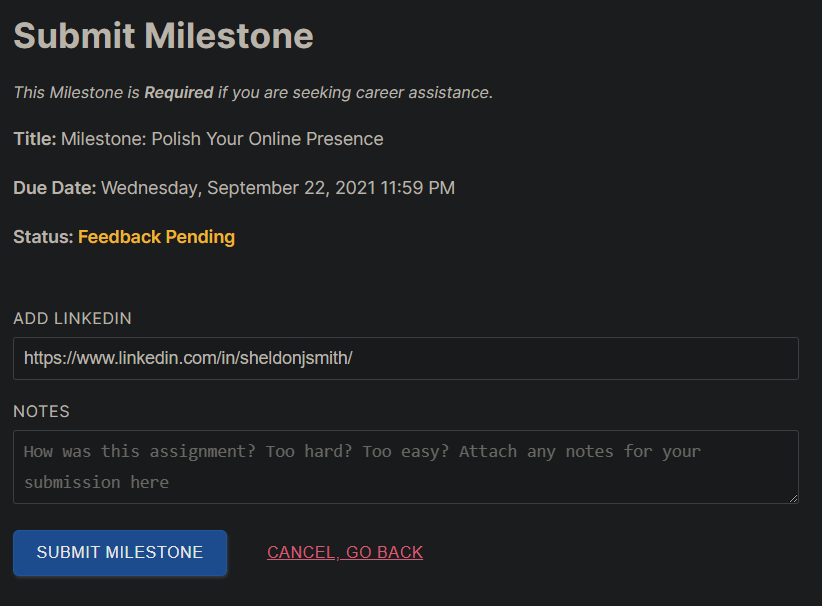 Submit Milestone
This Milestone is Required if you are seeking career assistance.
Title: Milestone: Polish Your Online Presence
Due Date: Wednesday, September 22, 2021 11:59 PM
Status: Feedback Pending
ADD LINKEDIN
https://www.linkedin.com/in/sheldonjsmith/
NOTES
How was this assignment? Too hard? Too easy? Attach any notes for your
submission here
SUBMIT MILESTONE CANCEL, GO BACK